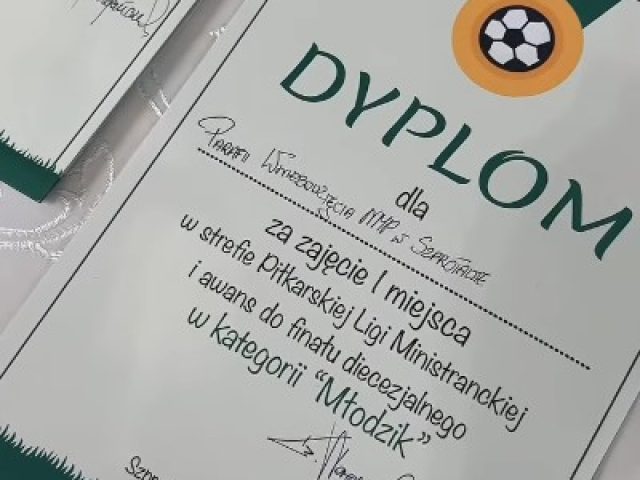 DYPLOM
dla
Parafii Wniebowzięcia NMP w Szprotawie
za zajęcie I miejsca
w strefie Piłkarskiej Ligi Ministranckiej
i awans do finału diecezjalnego
w kategorii "Młodzik"